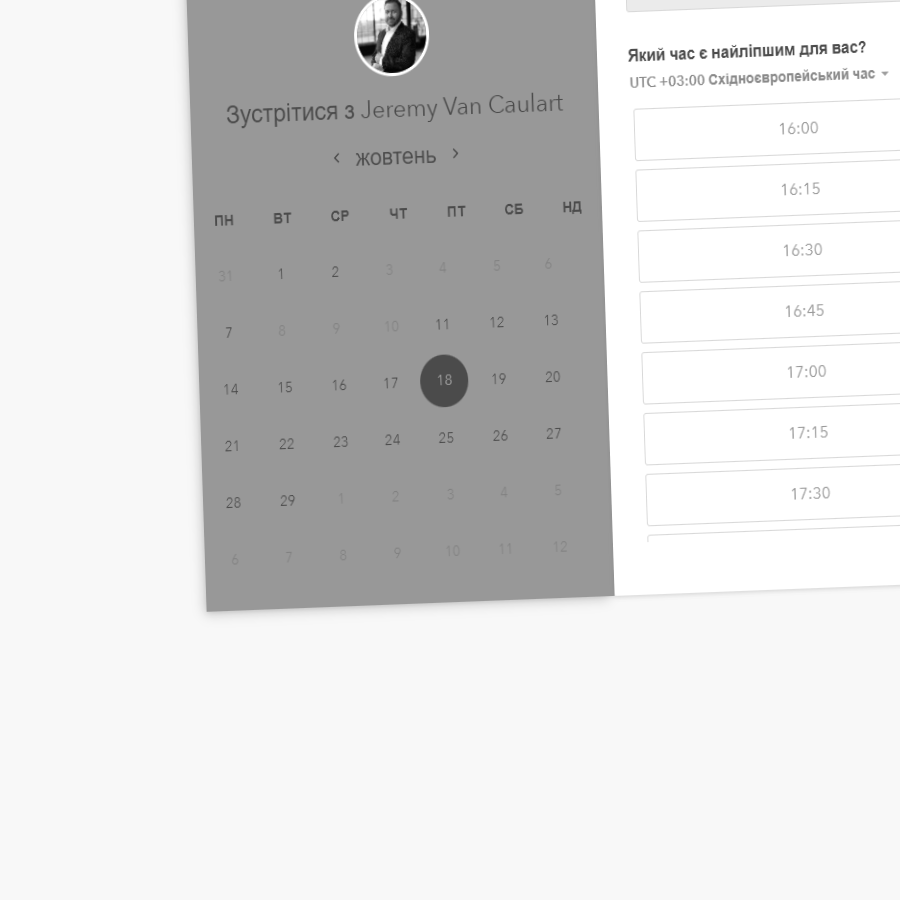 Зустрітися з Jeremy Van Caulart
‹ жовтень ›
ПН ВТ СР ЧТ ПТ СБ НД
31 1 2 3 4 5 6
7 8 9 10 11 12 13
14 15 16 17 18 19 20
21 22 23 24 25 26 27
28 29 1 2 3 4 5
6 7 8 9 10 11 12
Який час є найліпшим для вас?
UTC +03:00 Східноєвропейський час
16:00
16:15
16:30
16:45
17:00
17:15
17:30